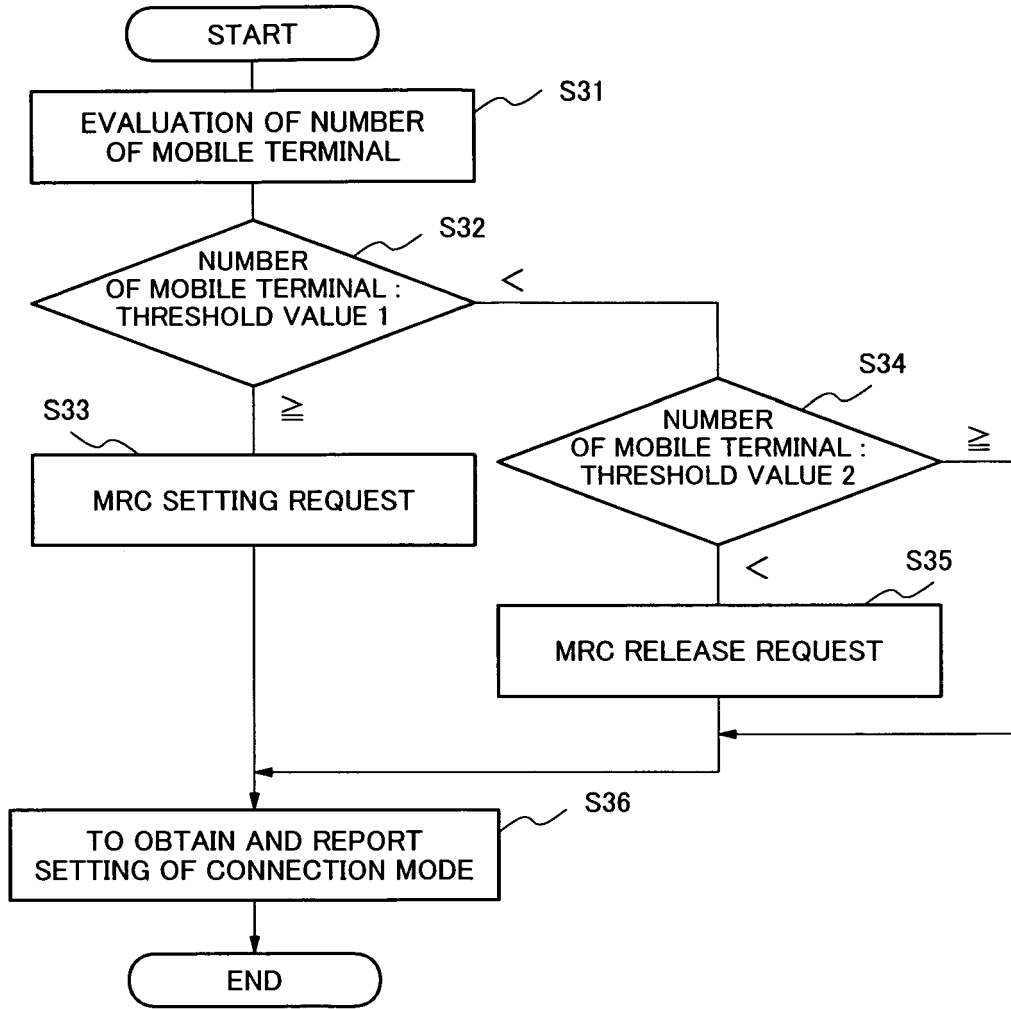 START
S31
EVALUATION OF NUMBER
OF MOBILE TERMINAL
S32
NUMBER
OF MOBILE TERMINAL :
THRESHOLD VALUE 1
<
≧
S33
MRC SETTING REQUEST
S34
NUMBER
OF MOBILE TERMINAL :
THRESHOLD VALUE 2
≧
<
S35
MRC RELEASE REQUEST
S36
TO OBTAIN AND REPORT
SETTING OF CONNECTION MODE
END